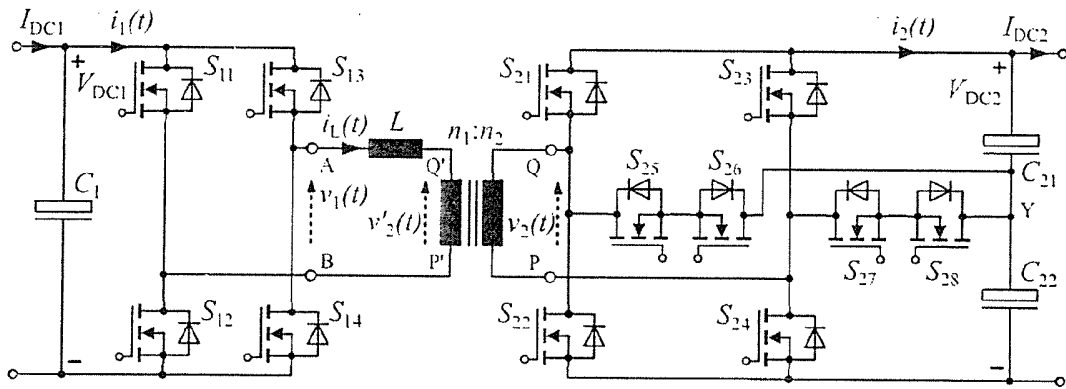 I_DC1 i_1(t)
+
V_DC1
S_11
S_13
C_1
−
S_12
S_14
i_L(t)
L
n_1:n_2
A
Q'
Q
v_1(t)
v'_2(t)
v_2(t)
B
P'
P
S_21
S_23
i_2(t) I_DC2
+
V_DC2
S_25 S_26
C_21
Y
S_27 S_28
C_22
S_22
S_24
−